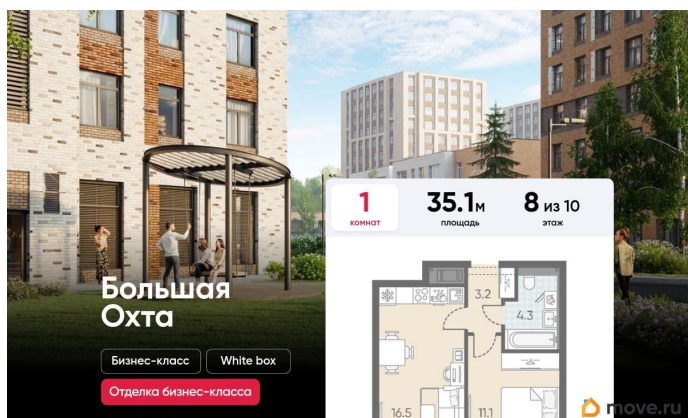 1
комнат
35.1м
площадь
8 из 10
этаж
Большая
Охта
Бизнес-класс
White box
Отделка бизнес-класса
3.2
4.3
16.5
11.1
move.ru